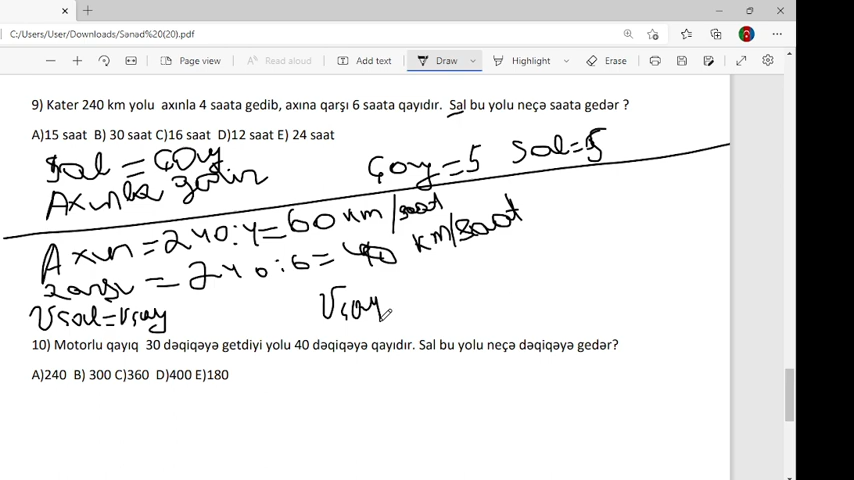 C:/Users/User/Downloads/Sənəd%20(20).pdf
Page view
Read aloud
Add text
Draw
Highlight
Erase
9) Kater 240 km yolu axınla 4 saata gedib, axına qarşı 6 saata qayıdır. Sal bu yolu neçə saata gedər ?
A)15 saat B) 30 saat C)16 saat D)12 saat E) 24 saat
Sal = çay
çay = 5 sal = 5
Axınla gedir
Axın = 240:4=60 km/saat
qarşı = 240:6= 40 km/saat
Vsal=Vçay
Vçay
10) Motorlu qayıq 30 dəqiqəyə getdiyi yolu 40 dəqiqəyə qayıdır. Sal bu yolu neçə dəqiqəyə gedər?
A)240 B) 300 C)360 D)400 E)180